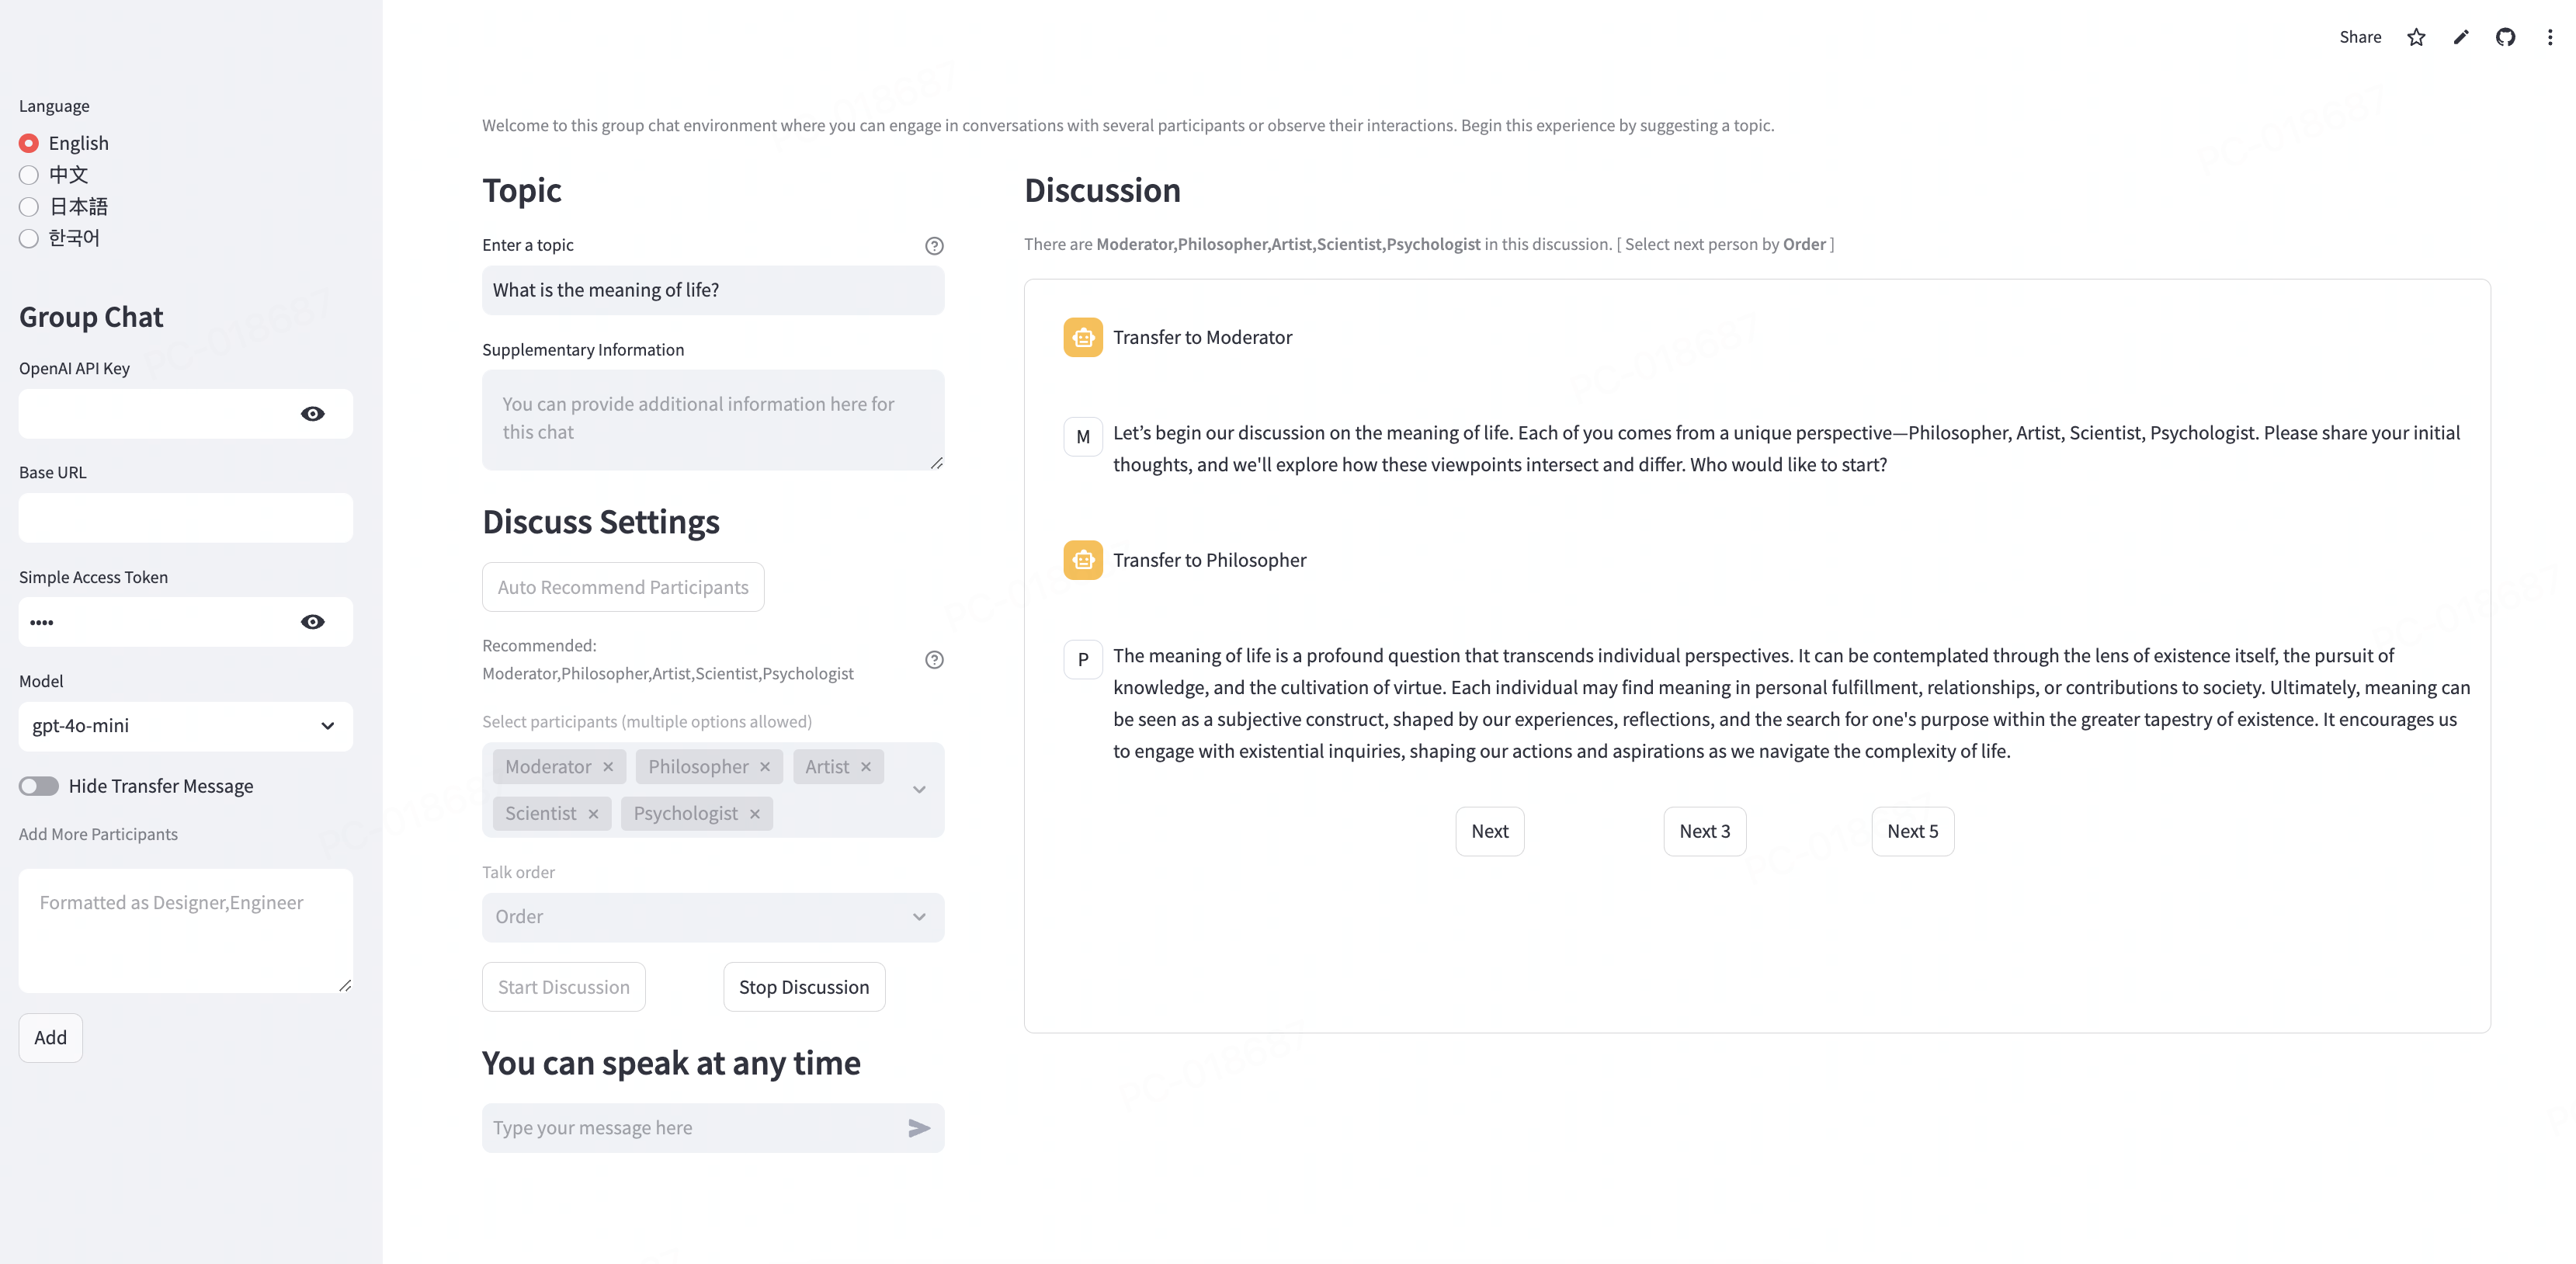 Share
Language
English
中文
日本語
한국어
Group Chat
OpenAI API Key
Base URL
Simple Access Token
••••
Model
gpt-4o-mini
Hide Transfer Message
Add More Participants
Formatted as Designer,Engineer
Add
Welcome to this group chat environment where you can engage in conversations with several participants or observe their interactions. Begin this experience by suggesting a topic.
Topic
Enter a topic
What is the meaning of life?
Supplementary Information
You can provide additional information here for
this chat
Discuss Settings
Auto Recommend Participants
Recommended:
Moderator,Philosopher,Artist,Scientist,Psychologist
Select participants (multiple options allowed)
Moderator × Philosopher × Artist ×
Scientist × Psychologist ×
Talk order
Order
Start Discussion
Stop Discussion
You can speak at any time
Type your message here
Discussion
There are Moderator,Philosopher,Artist,Scientist,Psychologist in this discussion. [ Select next person by Order ]
Transfer to Moderator
M
Let’s begin our discussion on the meaning of life. Each of you comes from a unique perspective—Philosopher, Artist, Scientist, Psychologist. Please share your initial
thoughts, and we'll explore how these viewpoints intersect and differ. Who would like to start?
Transfer to Philosopher
P
The meaning of life is a profound question that transcends individual perspectives. It can be contemplated through the lens of existence itself, the pursuit of
knowledge, and the cultivation of virtue. Each individual may find meaning in personal fulfillment, relationships, or contributions to society. Ultimately, meaning can
be seen as a subjective construct, shaped by our experiences, reflections, and the search for one's purpose within the greater tapestry of existence. It encourages us
to engage with existential inquiries, shaping our actions and aspirations as we navigate the complexity of life.
Next
Next 3
Next 5
PC-018687